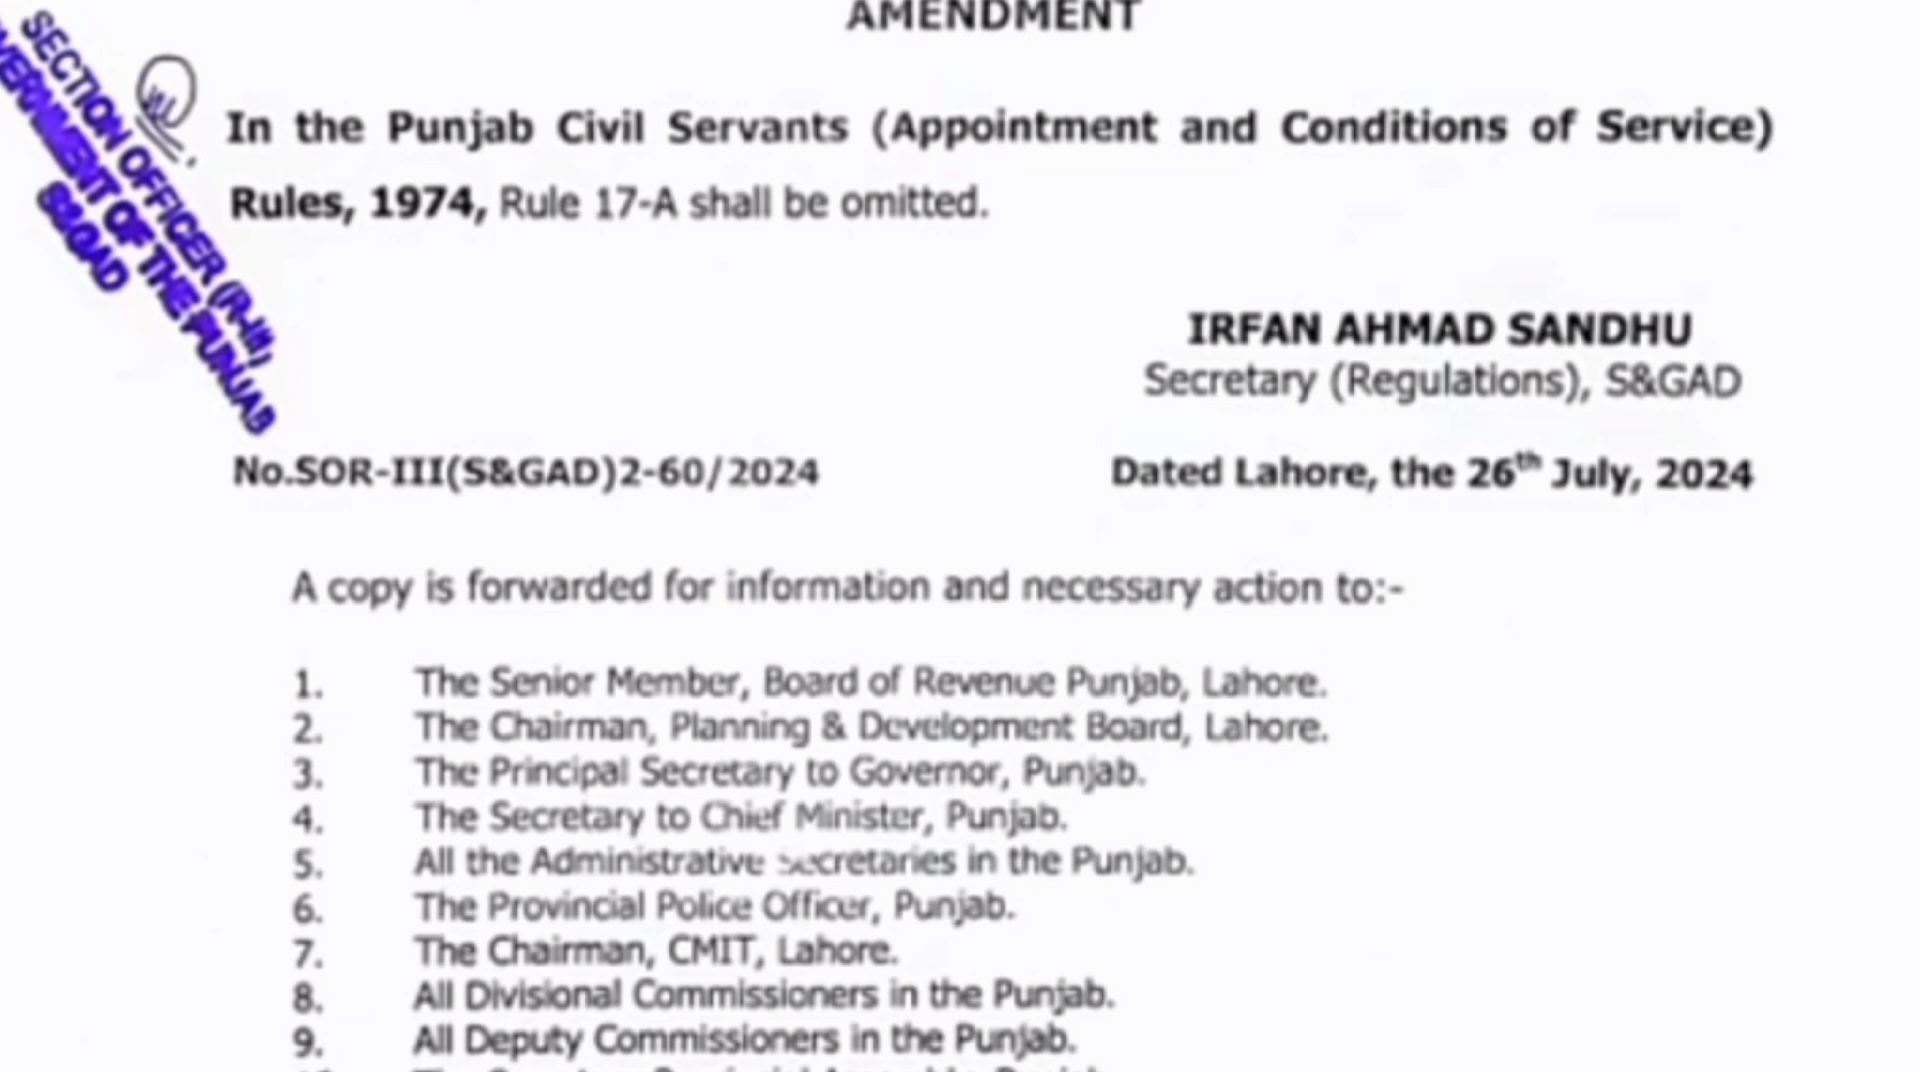 AMENDMENT
SECTION OFFICER (R-III)
GOVERNMENT OF THE PUNJAB
S&GAD
In the Punjab Civil Servants (Appointment and Conditions of Service)
Rules, 1974, Rule 17-A shall be omitted.
IRFAN AHMAD SANDHU
Secretary (Regulations), S&GAD
No.SOR-III(S&GAD)2-60/2024
Dated Lahore, the 26th July, 2024
A copy is forwarded for information and necessary action to:-
1. The Senior Member, Board of Revenue Punjab, Lahore.
2. The Chairman, Planning & Development Board, Lahore.
3. The Principal Secretary to Governor, Punjab.
4. The Secretary to Chief Minister, Punjab.
5. All the Administrative Secretaries in the Punjab.
6. The Provincial Police Officer, Punjab.
7. The Chairman, CMIT, Lahore.
8. All Divisional Commissioners in the Punjab.
9. All Deputy Commissioners in the Punjab.